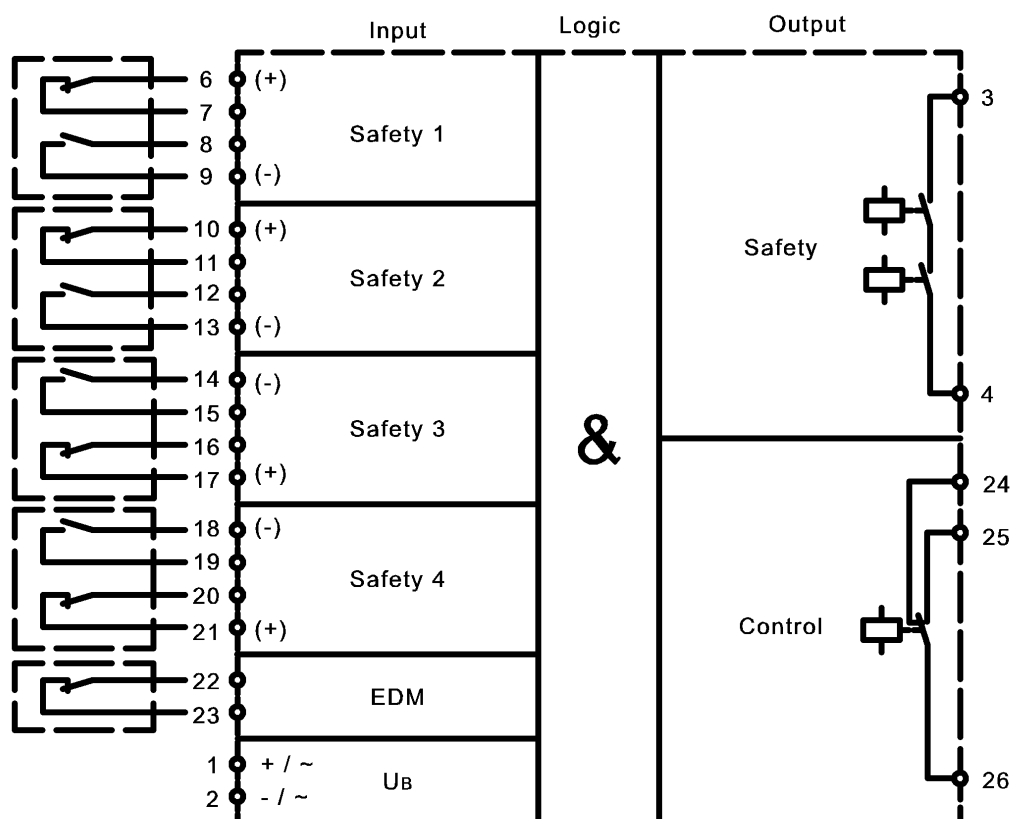 Input
Logic
Output
6 (+)
7
8
9 (-)
Safety 1
10 (+)
11
12
13 (-)
Safety 2
14 (-)
15
16
17 (+)
Safety 3
18 (-)
19
20
21 (+)
Safety 4
22
23
EDM
1 + / ~
2 - / ~
UB
&
3
Safety
4
24
25
Control
26